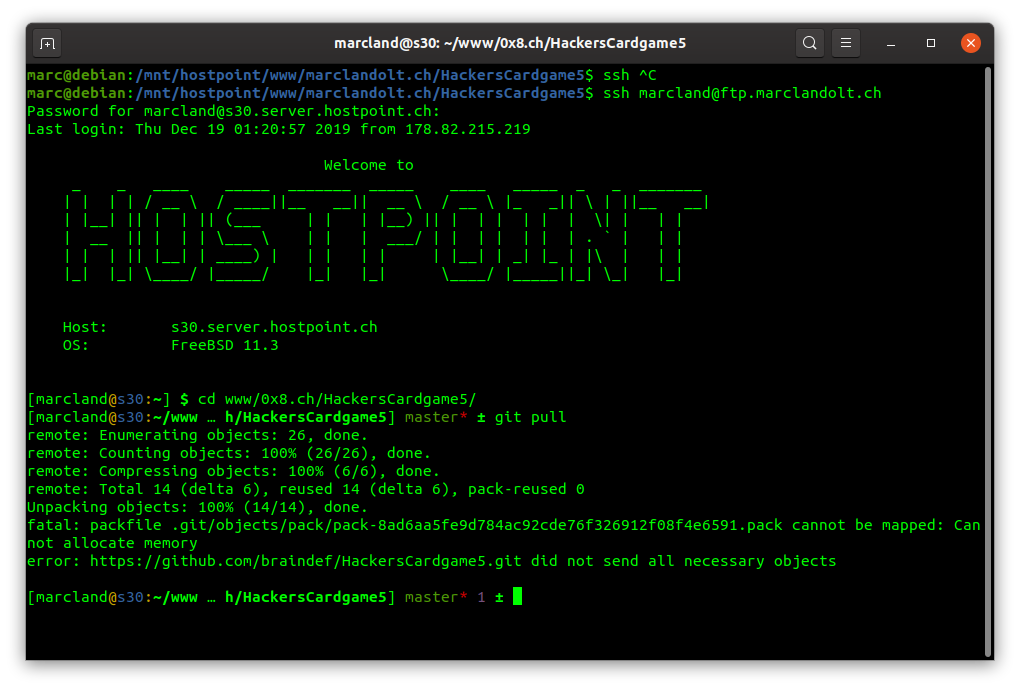 marcland@s30: ~/www/0x8.ch/HackersCardgame5
marc@debian:/mnt/hostpoint/www/marclandolt.ch/HackersCardgame5$ ssh ^C
marc@debian:/mnt/hostpoint/www/marclandolt.ch/HackersCardgame5$ ssh marcland@ftp.marclandolt.ch
Password for marcland@s30.server.hostpoint.ch:
Last login: Thu Dec 19 01:20:57 2019 from 178.82.215.219
Welcome to
HOSTPOINT
Host: s30.server.hostpoint.ch
OS: FreeBSD 11.3
[marcland@s30:~] $ cd www/0x8.ch/HackersCardgame5/
[marcland@s30:~/www … h/HackersCardgame5] master* ± git pull
remote: Enumerating objects: 26, done.
remote: Counting objects: 100% (26/26), done.
remote: Compressing objects: 100% (6/6), done.
remote: Total 14 (delta 6), reused 14 (delta 6), pack-reused 0
Unpacking objects: 100% (14/14), done.
fatal: packfile .git/objects/pack/pack-8ad6aa5fe9d784ac92cde76f326912f08f4e6591.pack cannot be mapped: Can
not allocate memory
error: https://github.com/braindef/HackersCardgame5.git did not send all necessary objects
[marcland@s30:~/www … h/HackersCardgame5] master* 1 ±